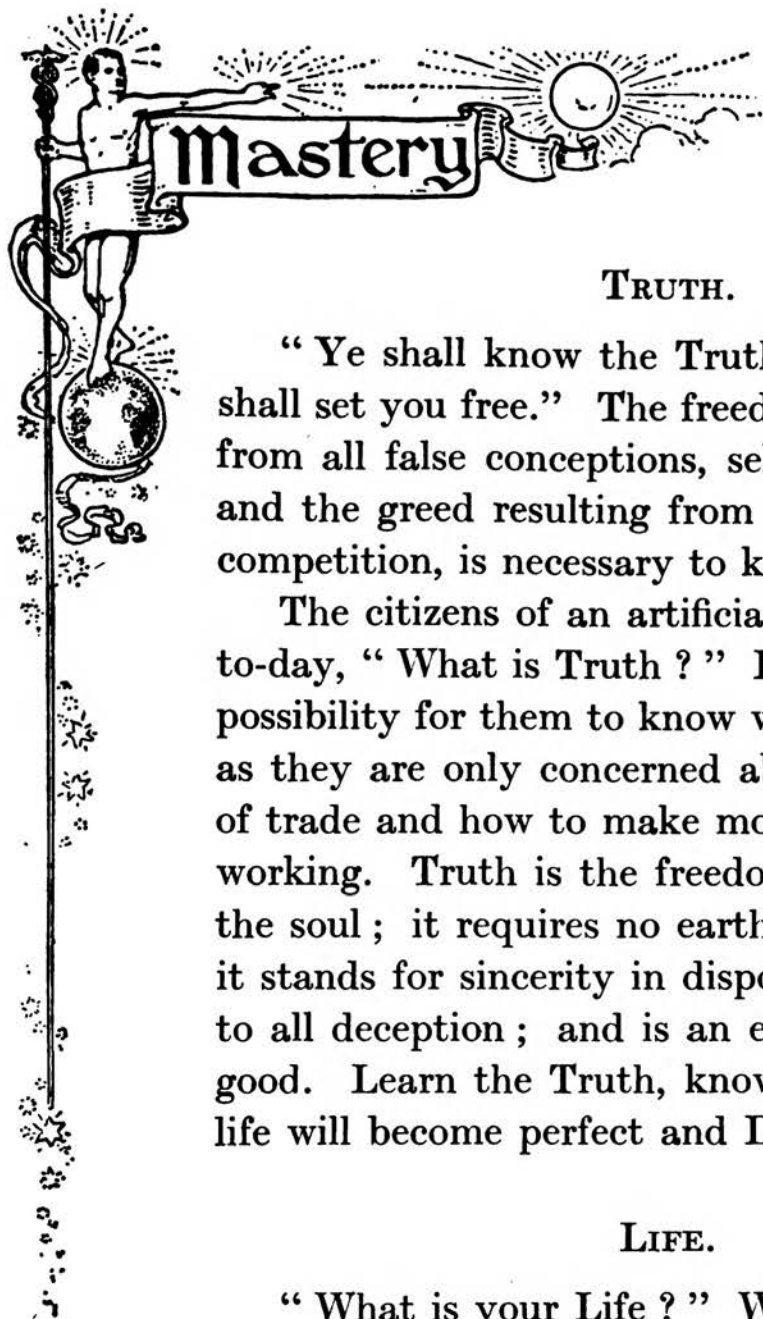 Mastery
TRUTH.
“ Ye shall know the Truth
shall set you free.” The freed
from all false conceptions, sel
and the greed resulting from
competition, is necessary to k
The citizens of an artificia
to-day, “ What is Truth ? ” I
possibility for them to know w
as they are only concerned a
of trade and how to make mo
working. Truth is the freedo
the soul ; it requires no earth
it stands for sincerity in dispo
to all deception ; and is an e
good. Learn the Truth, know
life will become perfect and D
LIFE.
“ What is your Life ? ” W